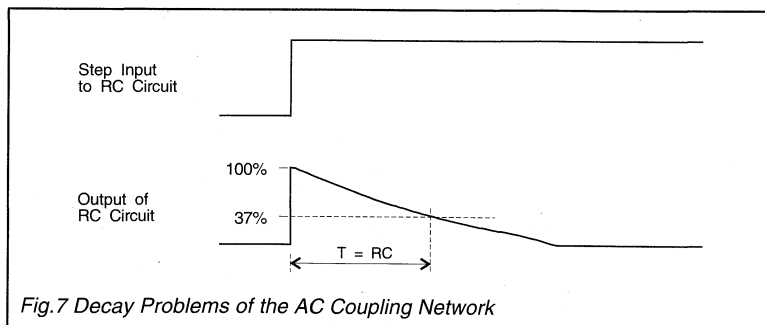 Step Input
to RC Circuit
100%
Output of
RC Circuit
37%
T = RC
Fig.7 Decay Problems of the AC Coupling Network